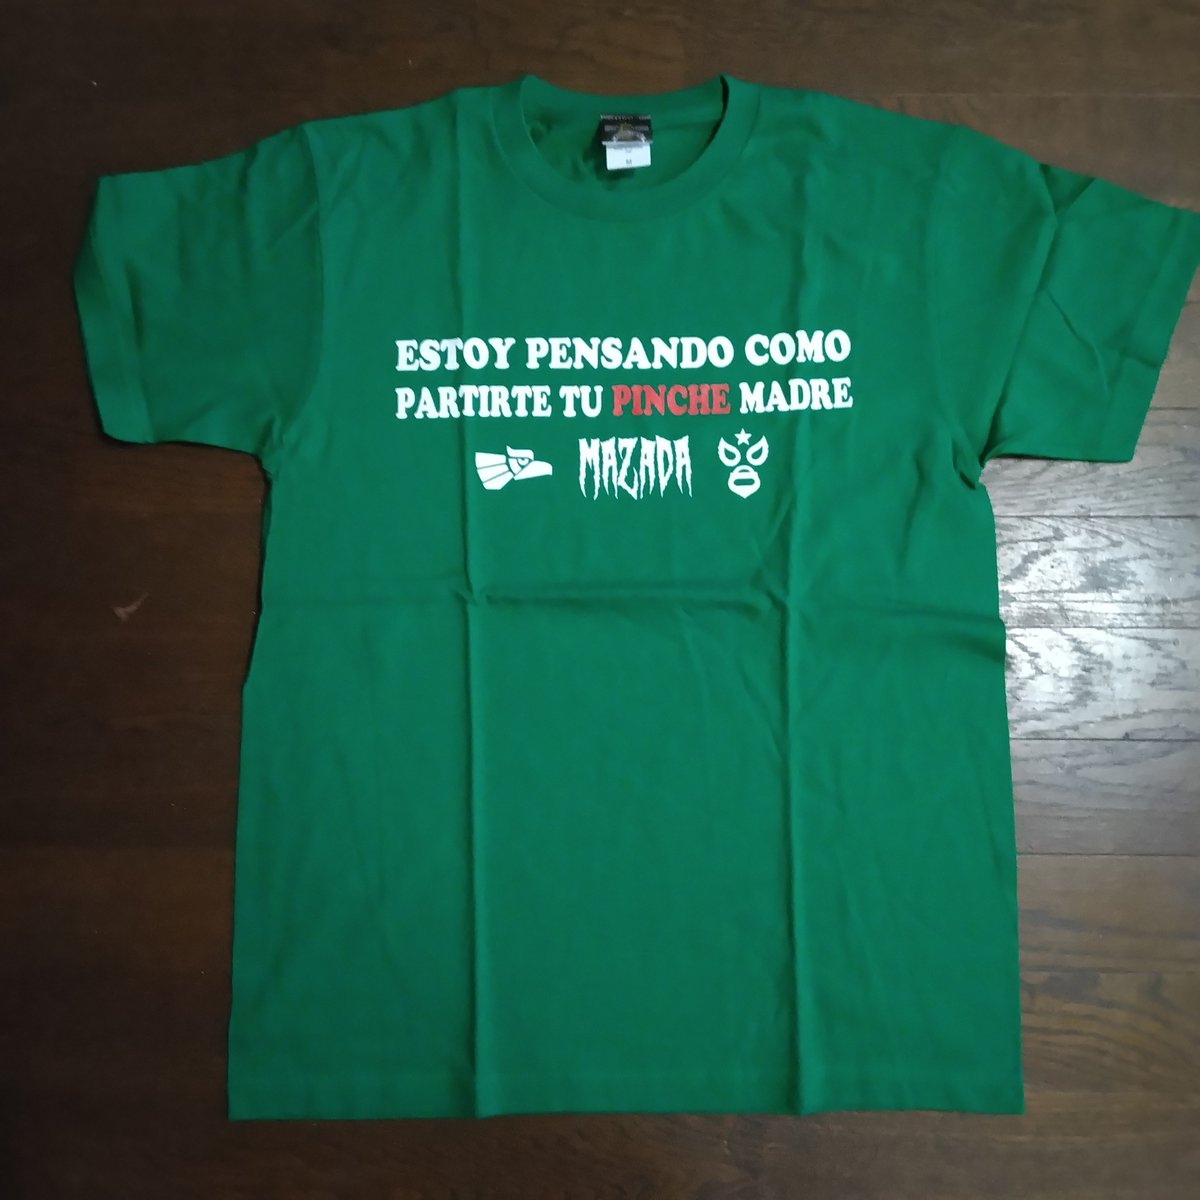 ESTOY PENSANDO COMO
PARTIRTE TU PINCHE MADRE
MAZADA
M